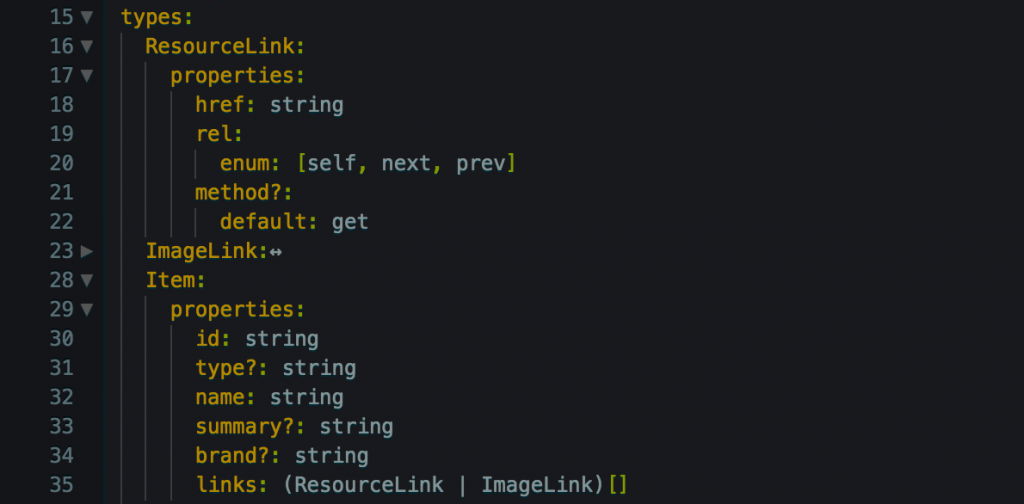 15 ▼ types:
16 ▼   ResourceLink:
17 ▼     properties:
18       href: string
19       rel:
20         enum: [self, next, prev]
21       method?:
22         default: get
23 ▶   ImageLink:↔
28 ▼   Item:
29 ▼     properties:
30       id: string
31       type?: string
32       name: string
33       summary?: string
34       brand?: string
35       links: (ResourceLink | ImageLink)[]